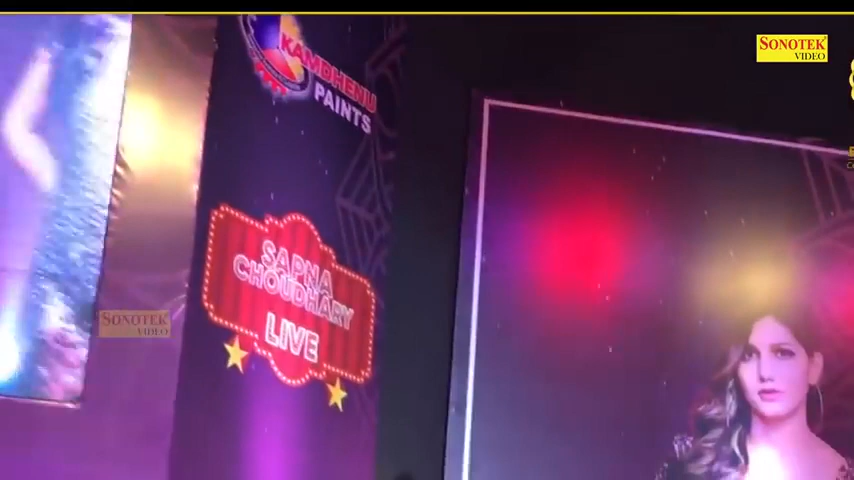 SONOTEK
VIDEO
KAMDHENU
PAINTS
SAPNA
CHOUDHARY
LIVE
SONOTEK
VIDEO